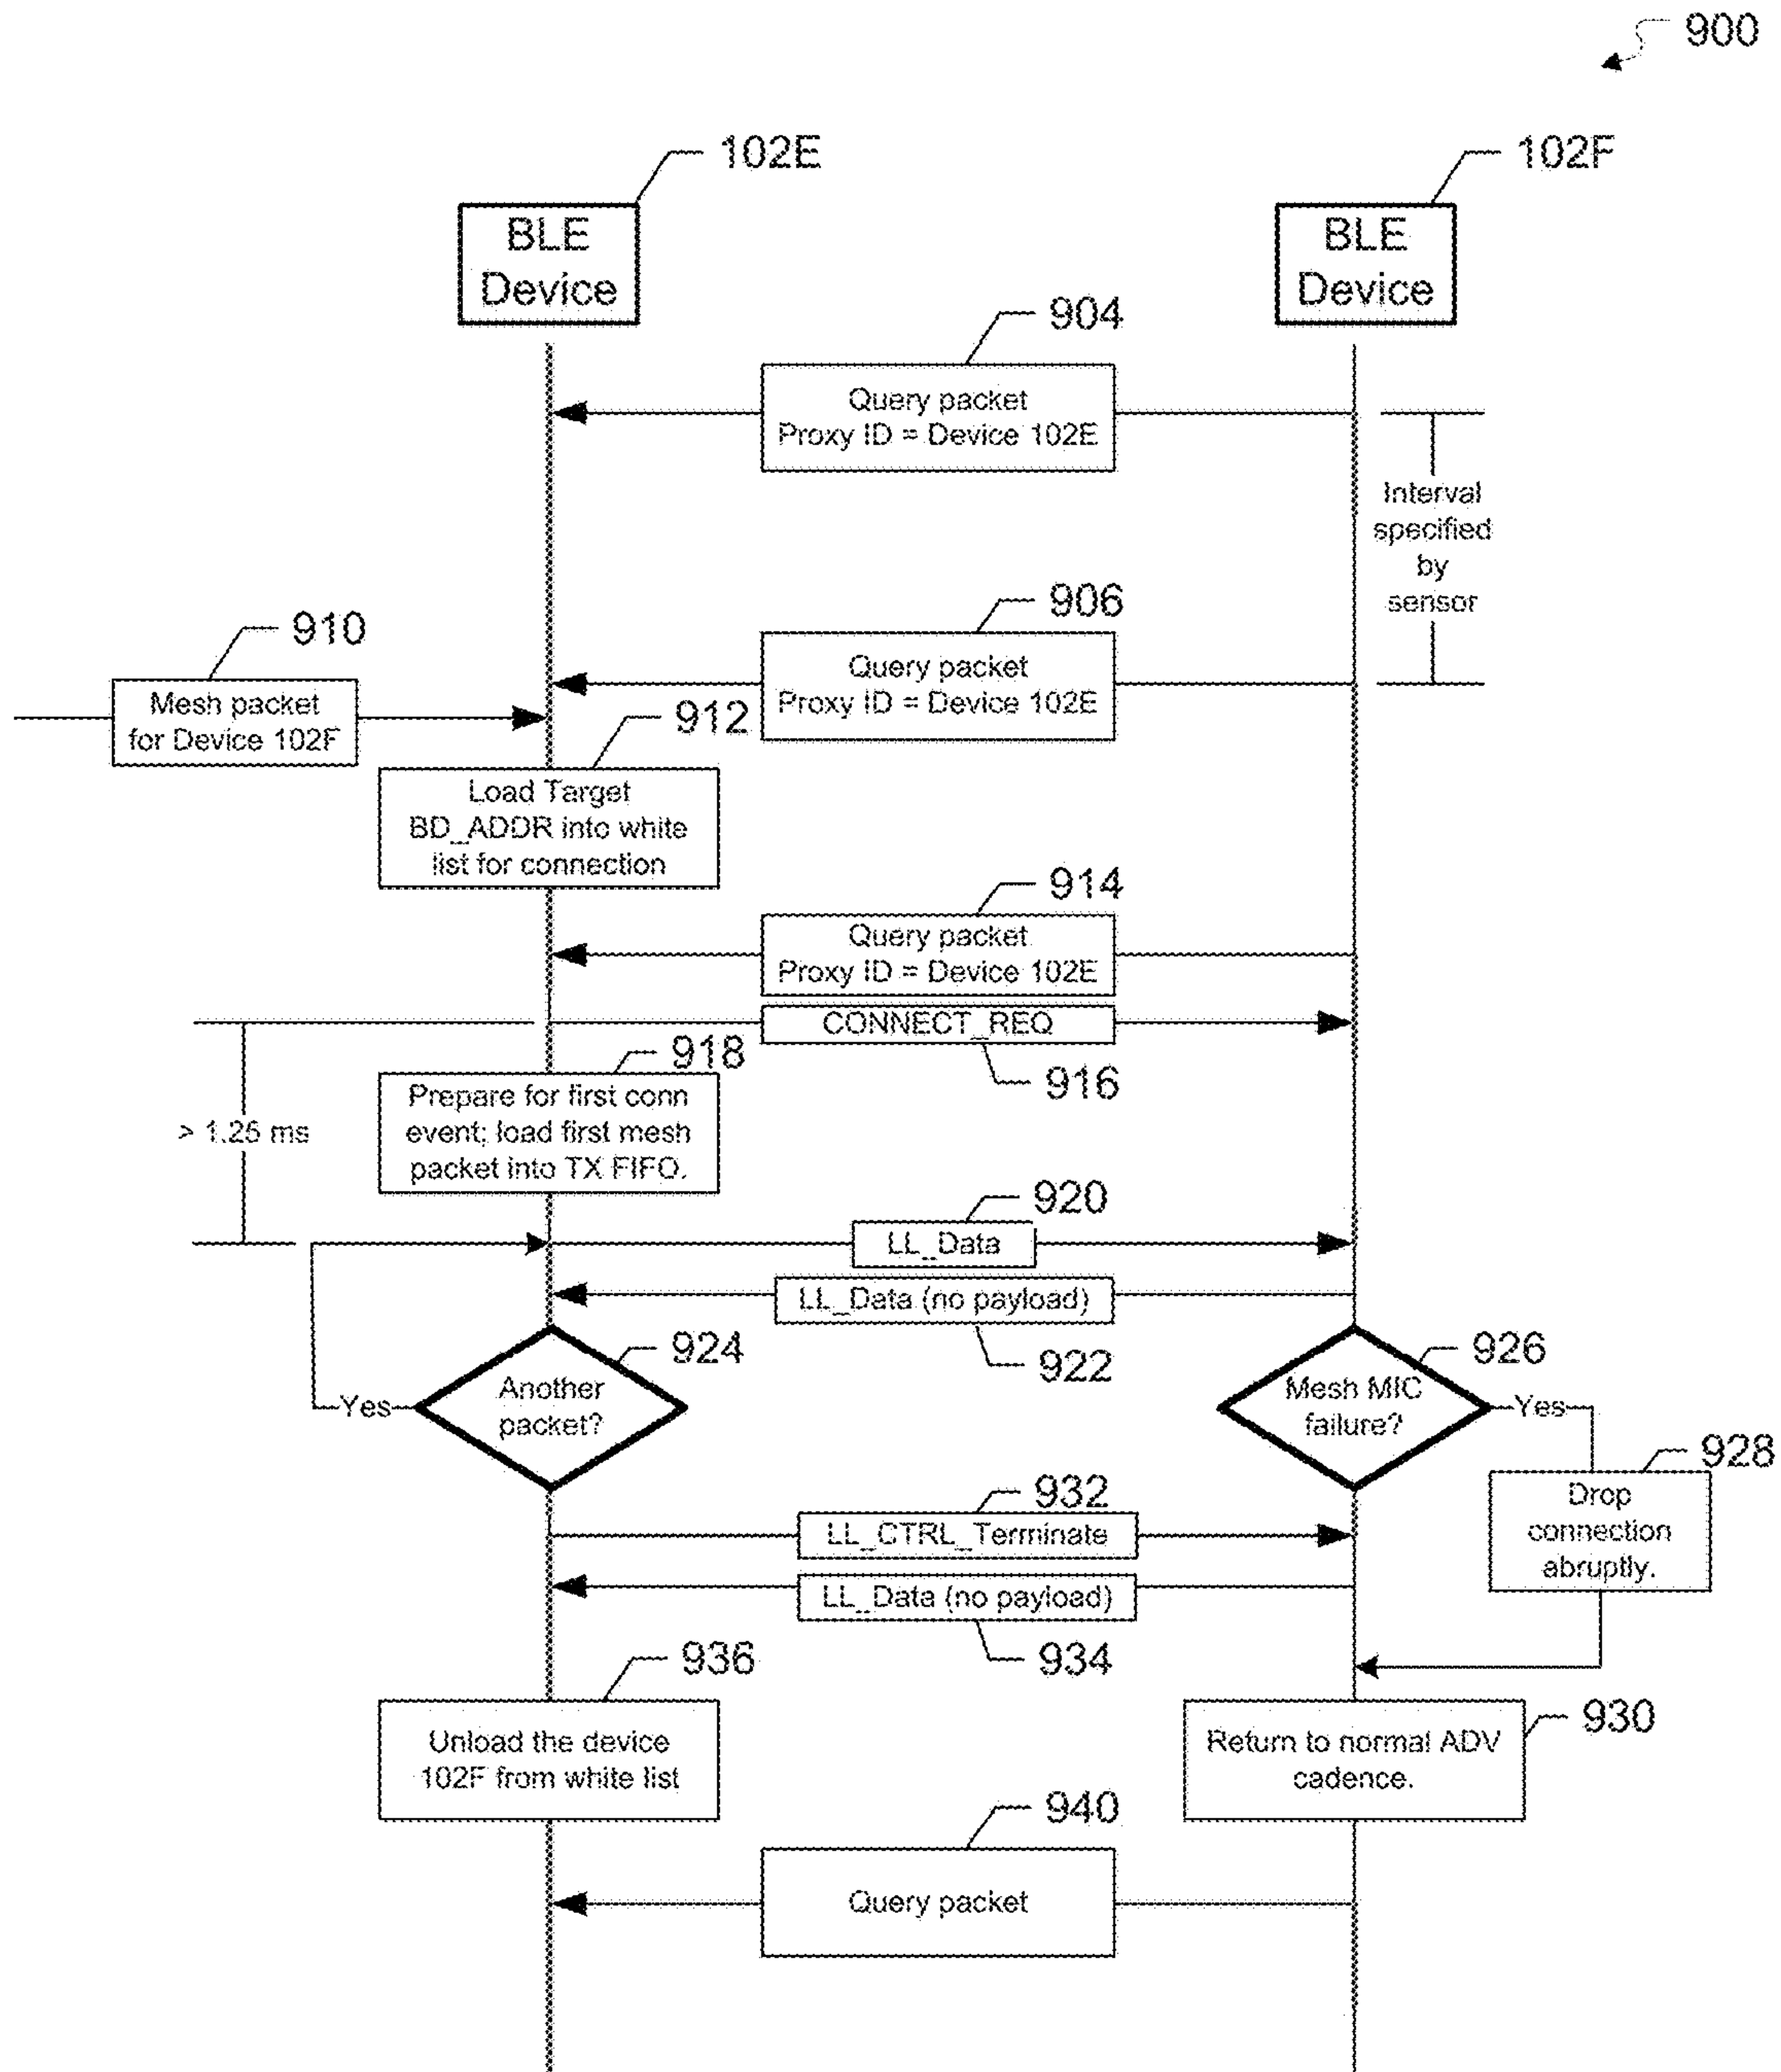 900
102E
102F
BLE
Device
BLE
Device
904
Query packet
Proxy ID = Device 102E
Interval
specified
by
sensor
906
Query packet
Proxy ID = Device 102E
910
Mesh packet
for Device 102F
912
Load Target
BD_ADDR into white
list for connection
914
Query packet
Proxy ID = Device 102E
CONNECT_REQ
916
918
Prepare for first conn
event; load first mesh
packet into TX FIFO.
> 1.25 ms
920
LL_Data
LL_Data (no payload)
922
924
Another
packet?
Yes
926
Mesh MIC
failure?
Yes
928
Drop
connection
abruptly.
932
LL_CTRL_Terminate
LL_Data (no payload)
934
936
Unload the device
102F from white list
930
Return to normal ADV
cadence.
940
Query packet